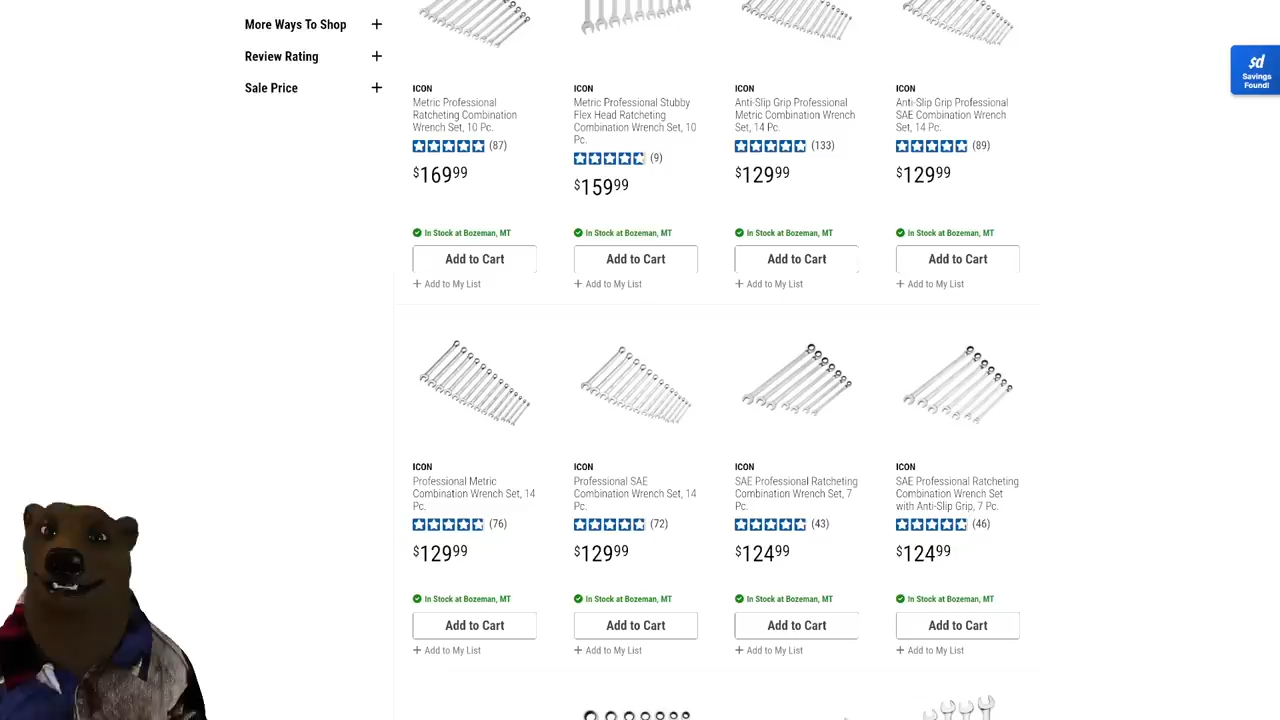 More Ways To Shop
Review Rating
Sale Price
$d
Savings
Found!
ICON
Metric Professional
Ratcheting Combination
Wrench Set, 10 Pc.
(87)
$169.99
In Stock at Bozeman, MT
Add to Cart
+ Add to My List
ICON
Metric Professional Stubby
Flex Head Ratcheting
Combination Wrench Set, 10
Pc.
(9)
$159.99
In Stock at Bozeman, MT
Add to Cart
+ Add to My List
ICON
Anti-Slip Grip Professional
Metric Combination Wrench
Set, 14 Pc.
(133)
$129.99
In Stock at Bozeman, MT
Add to Cart
+ Add to My List
ICON
Anti-Slip Grip Professional
SAE Combination Wrench
Set, 14 Pc.
(89)
$129.99
In Stock at Bozeman, MT
Add to Cart
+ Add to My List
ICON
Professional Metric
Combination Wrench Set, 14
Pc.
(76)
$129.99
In Stock at Bozeman, MT
Add to Cart
+ Add to My List
ICON
Professional SAE
Combination Wrench Set, 14
Pc.
(72)
$129.99
In Stock at Bozeman, MT
Add to Cart
+ Add to My List
ICON
SAE Professional Ratcheting
Combination Wrench Set, 7
Pc.
(43)
$124.99
In Stock at Bozeman, MT
Add to Cart
+ Add to My List
ICON
SAE Professional Ratcheting
Combination Wrench Set
with Anti-Slip Grip, 7 Pc.
(46)
$124.99
In Stock at Bozeman, MT
Add to Cart
+ Add to My List